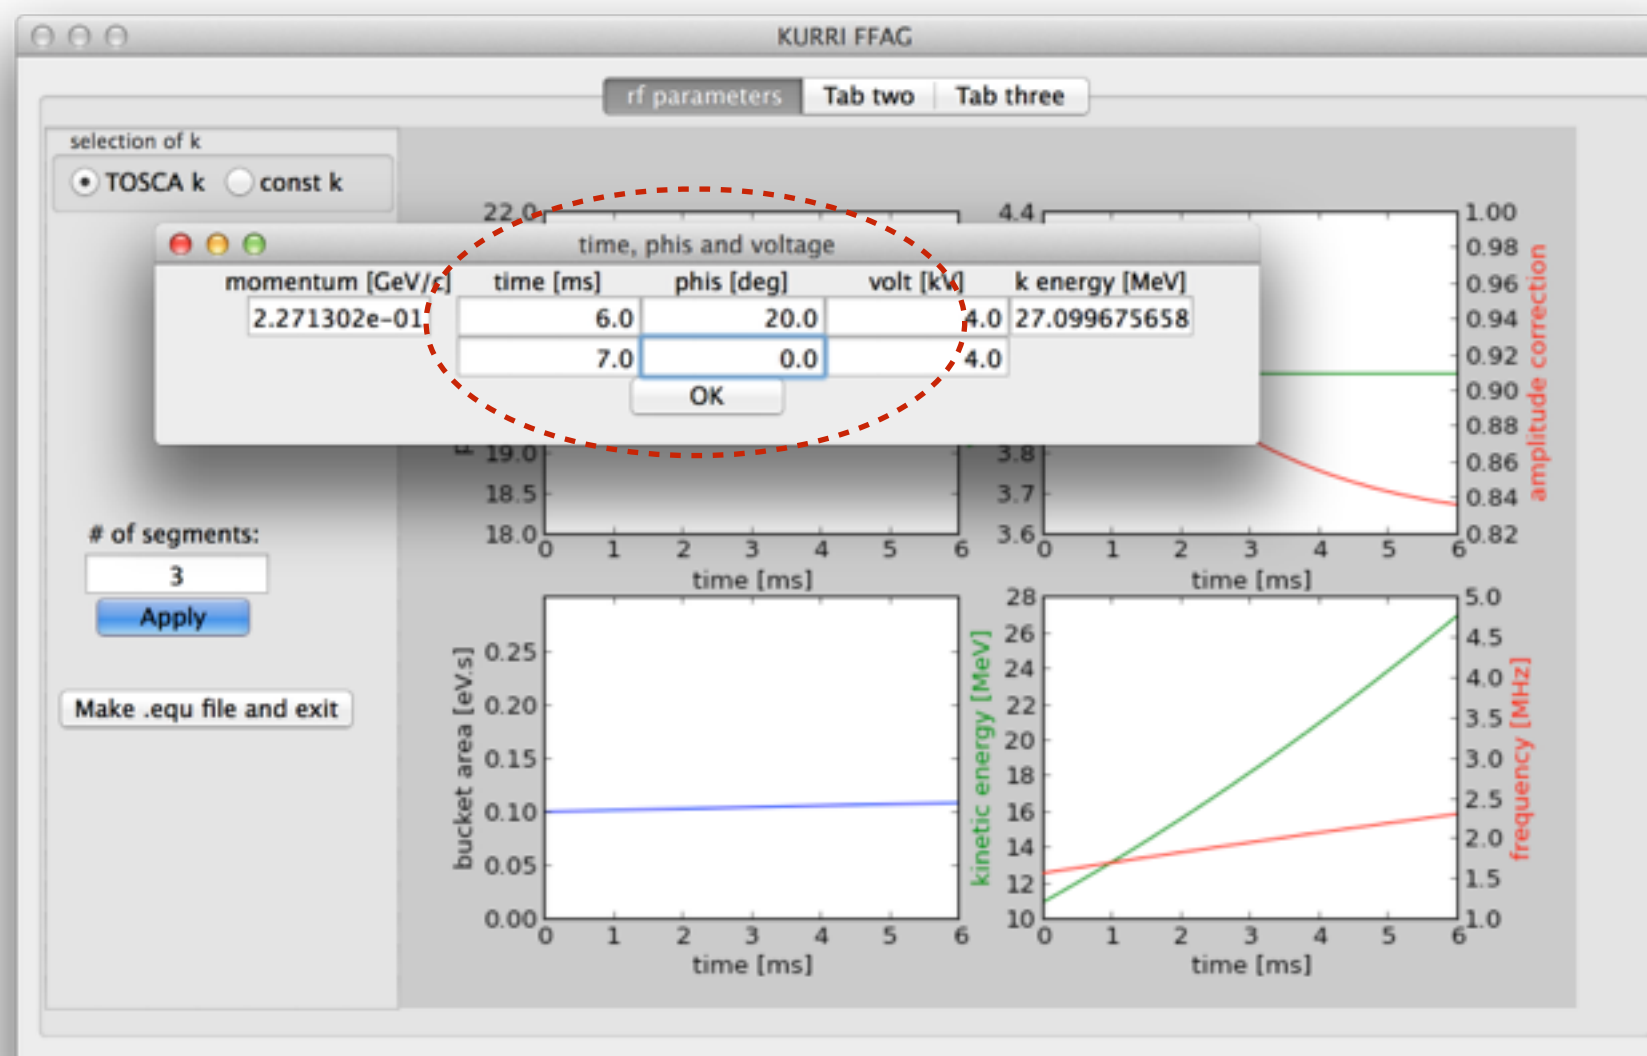 KURRI FFAG
rf parameters Tab two Tab three
selection of k
TOSCA k const k
time, phis and voltage
momentum [GeV/c] time [ms] phis [deg] volt [kV] k energy [MeV]
2.271302e-01 6.0 20.0 4.0 27.099675658
7.0 0.0 4.0
OK
# of segments:
3
Apply
Make .equ file and exit
22.0
19.0
18.5
18.0
0 1 2 3 4 5 6
time [ms]
4.4
3.8
3.7
3.6
0 1 2 3 4 5 6
time [ms]
1.00
0.98
0.96
0.94
0.92
0.90
0.88
0.86
0.84
0.82
amplitude correction
bucket area [eV.s]
0.25
0.20
0.15
0.10
0.05
0.00
0 1 2 3 4 5 6
time [ms]
kinetic energy [MeV]
28
26
24
22
20
18
16
14
12
10
0 1 2 3 4 5 6
time [ms]
5.0
4.5
4.0
3.5
3.0
2.5
2.0
1.5
1.0
frequency [MHz]